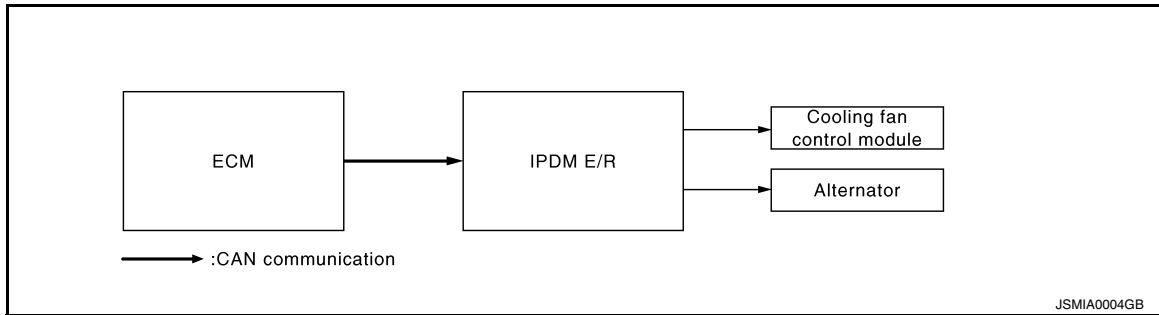 ECM
IPDM E/R
Cooling fan
control module
Alternator
:CAN communication
JSMIA0004GB